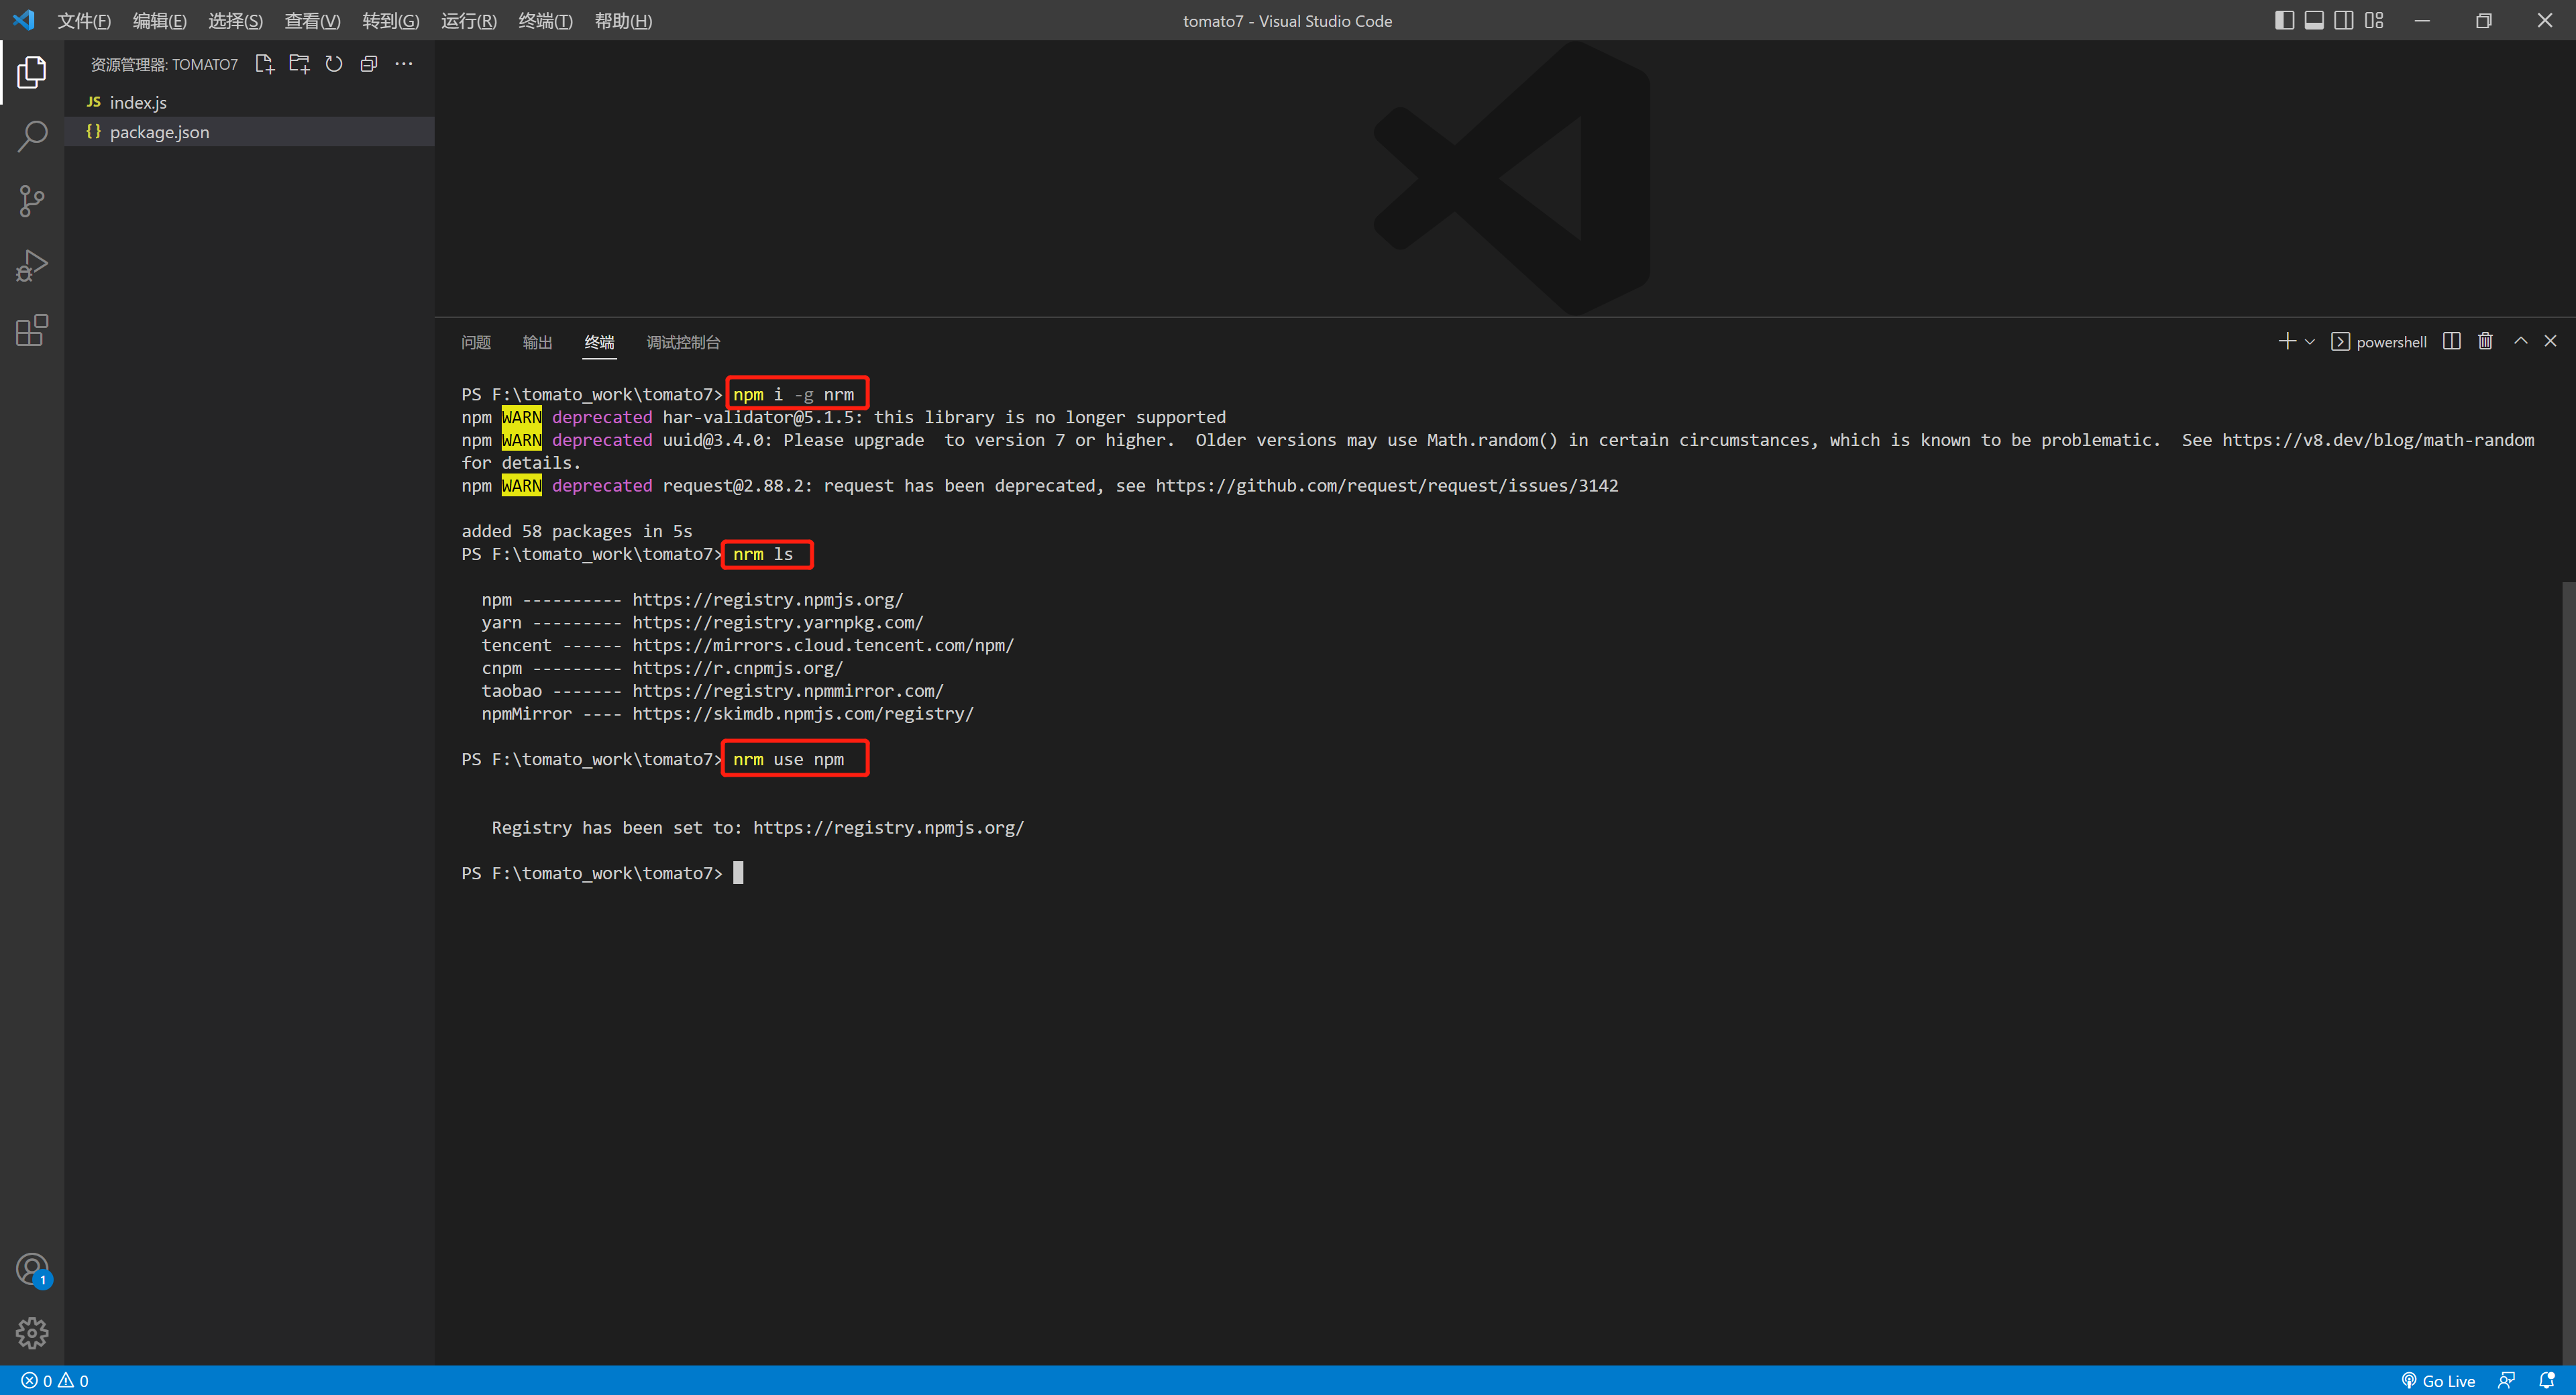 文件(F) 编辑(E) 选择(S) 查看(V) 转到(G) 运行(R) 终端(T) 帮助(H) tomato7 - Visual Studio Code
资源管理器: TOMATO7
JS index.js
{} package.json
问题 输出 终端 调试控制台 powershell
PS F:\tomato_work\tomato7> npm i -g nrm
npm WARN deprecated har-validator@5.1.5: this library is no longer supported
npm WARN deprecated uuid@3.4.0: Please upgrade  to version 7 or higher.  Older versions may use Math.random() in certain circumstances, which is known to be problematic.  See https://v8.dev/blog/math-random
for details.
npm WARN deprecated request@2.88.2: request has been deprecated, see https://github.com/request/request/issues/3142
added 58 packages in 5s
PS F:\tomato_work\tomato7> nrm ls
npm ---------- https://registry.npmjs.org/
yarn --------- https://registry.yarnpkg.com/
tencent ------ https://mirrors.cloud.tencent.com/npm/
cnpm --------- https://r.cnpmjs.org/
taobao ------- https://registry.npmmirror.com/
npmMirror ---- https://skimdb.npmjs.com/registry/
PS F:\tomato_work\tomato7> nrm use npm
Registry has been set to: https://registry.npmjs.org/
PS F:\tomato_work\tomato7>
1
0 0 Go Live